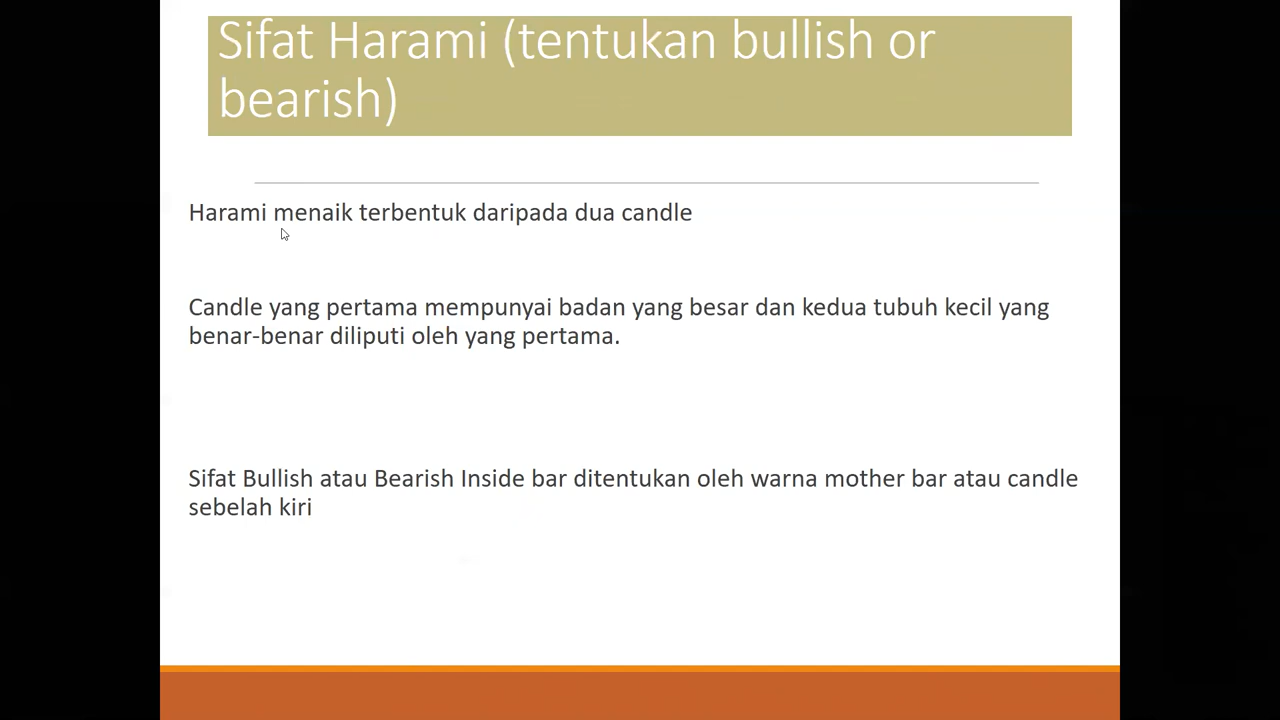 Sifat Harami (tentukan bullish or
bearish)
Harami menaik terbentuk daripada dua candle
Candle yang pertama mempunyai badan yang besar dan kedua tubuh kecil yang
benar-benar diliputi oleh yang pertama.
Sifat Bullish atau Bearish Inside bar ditentukan oleh warna mother bar atau candle
sebelah kiri